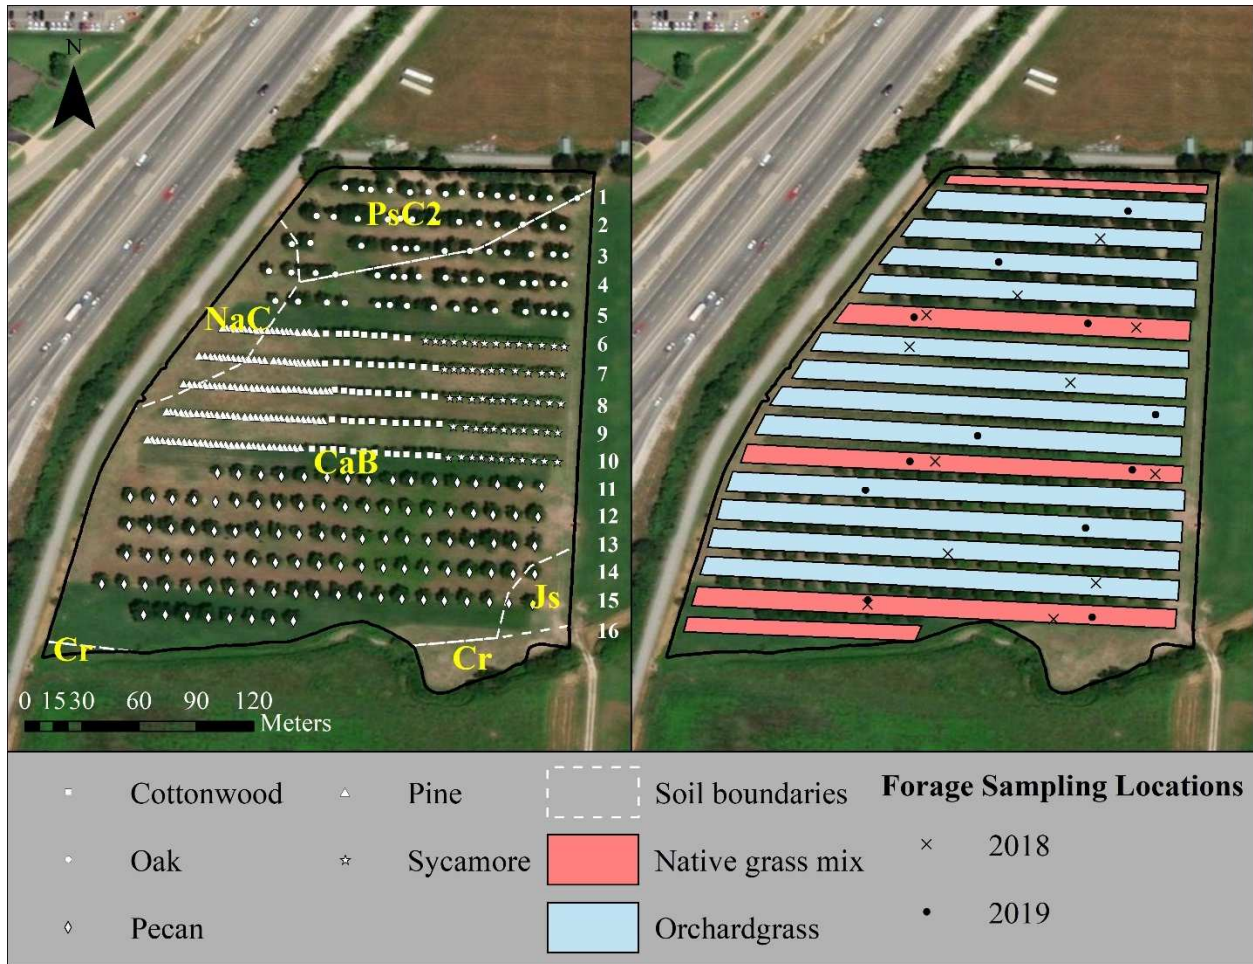 N
PsC2
NaC
CaB
Js
Cr
Cr
1
2
3
4
5
6
7
8
9
10
11
12
13
14
15
16
0 15 30 60 90 120
Meters
Cottonwood
Pine
Soil boundaries
Forage Sampling Locations
Oak
Sycamore
Native grass mix
2018
Pecan
Orchardgrass
2019